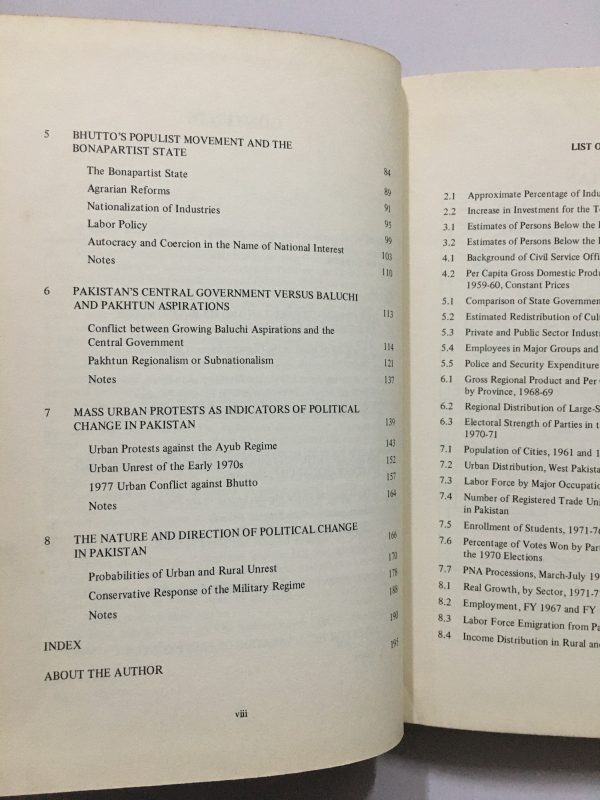 5 BHUTTO'S POPULIST MOVEMENT AND THE
BONAPARTIST STATE
The Bonapartist State 84
Agrarian Reforms 89
Nationalization of Industries 91
Labor Policy 95
Autocracy and Coercion in the Name of National Interest 99
Notes 103
110
6 PAKISTAN'S CENTRAL GOVERNMENT VERSUS BALUCHI
AND PAKHTUN ASPIRATIONS 113
Conflict between Growing Baluchi Aspirations and the
Central Government 114
Pakhtun Regionalism or Subnationalism 121
Notes 137
7 MASS URBAN PROTESTS AS INDICATORS OF POLITICAL
CHANGE IN PAKISTAN 139
Urban Protests against the Ayub Regime 143
Urban Unrest of the Early 1970s 152
1977 Urban Conflict against Bhutto 157
Notes 164
8 THE NATURE AND DIRECTION OF POLITICAL CHANGE 166
IN PAKISTAN 170
Probabilities of Urban and Rural Unrest 178
Conservative Response of the Military Regime 188
Notes 190
INDEX 195
ABOUT THE AUTHOR
viii
LIST O
2.1 Approximate Percentage of Indu
2.2 Increase in Investment for the T
3.1 Estimates of Persons Below the
3.2 Estimates of Persons Below the
4.1 Background of Civil Service Offi
4.2 Per Capita Gross Domestic Produ
1959-60, Constant Prices
5.1 Comparison of State Governmen
5.2 Estimated Redistribution of Cul
5.3 Private and Public Sector Industr
5.4 Employees in Major Groups and
5.5 Police and Security Expenditure
6.1 Gross Regional Product and Per
by Province, 1968-69
6.2 Regional Distribution of Large-S
6.3 Electoral Strength of Parties in t
1970-71
7.1 Population of Cities, 1961 and 1
7.2 Urban Distribution, West Pakista
7.3 Labor Force by Major Occupatio
7.4 Number of Registered Trade Uni
in Pakistan
7.5 Enrollment of Students, 1971-76
7.6 Percentage of Votes Won by Part
the 1970 Elections
7.7 PNA Processions, March-July 19
8.1 Real Growth, by Sector, 1971-7
8.2 Employment, FY 1967 and FY
8.3 Labor Force Emigration from Pa
8.4 Income Distribution in Rural an